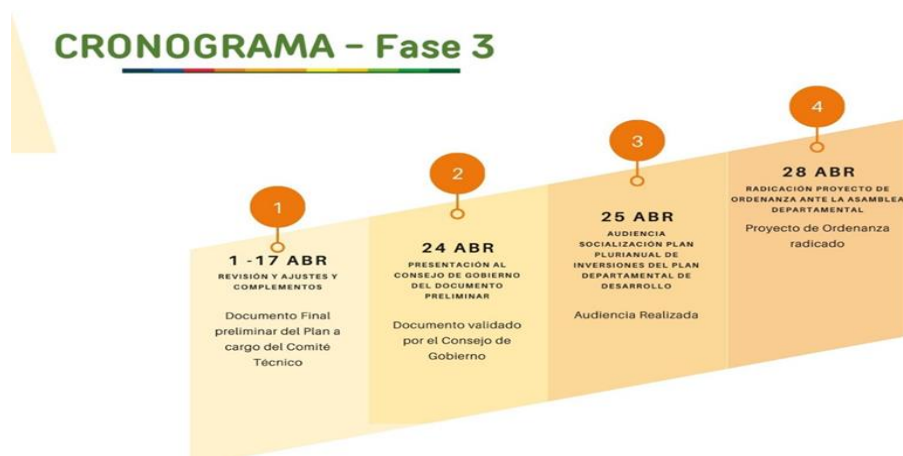 CRONOGRAMA – Fase 3
1
1 -17 ABR
REVISIÓN Y AJUSTES Y
COMPLEMENTOS
Documento Final
preliminar del Plan a
cargo del Comité
Técnico
2
24 ABR
PRESENTACIÓN AL
CONSEJO DE GOBIERNO
DEL DOCUMENTO
PRELIMINAR
Documento validado
por el Consejo de
Gobierno
3
25 ABR
AUDIENCIA
SOCIALIZACIÓN PLAN
PLURIANUAL DE
INVERSIONES DEL PLAN
DEPARTAMENTAL DE
DESARROLLO
Audiencia Realizada
4
28 ABR
RADICACIÓN PROYECTO DE
ORDENANZA ANTE LA ASAMBLEA
DEPARTAMENTAL
Proyecto de Ordenanza
radicado